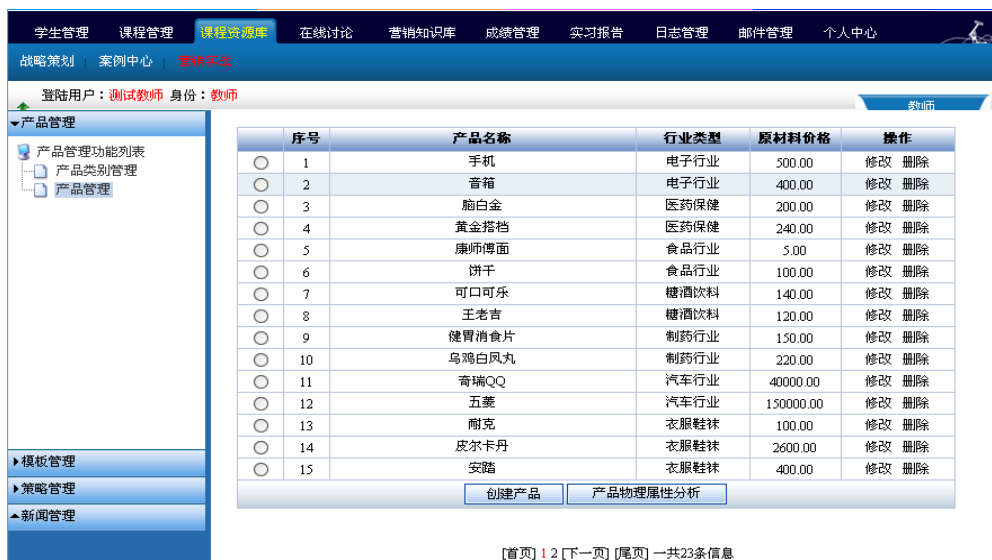 学生管理 课程管理 课程资源库 在线讨论 营销知识库 成绩管理 实习报告 日志管理 邮件管理 个人中心
战略策划 案例中心 营销实战
登陆用户：测试教师 身份：教师
教师
产品管理
产品管理功能列表
产品类别管理
产品管理
模板管理
策略管理
新闻管理
序号 产品名称 行业类型 原材料价格 操作
1 手机 电子行业 500.00 修改 删除
2 音箱 电子行业 400.00 修改 删除
3 脑白金 医药保健 200.00 修改 删除
4 黄金搭档 医药保健 240.00 修改 删除
5 康师傅面 食品行业 5.00 修改 删除
6 饼干 食品行业 100.00 修改 删除
7 可口可乐 糖酒饮料 140.00 修改 删除
8 王老吉 糖酒饮料 120.00 修改 删除
9 健胃消食片 制药行业 150.00 修改 删除
10 乌鸡白凤丸 制药行业 220.00 修改 删除
11 奇瑞QQ 汽车行业 40000.00 修改 删除
12 五菱 汽车行业 150000.00 修改 删除
13 耐克 衣服鞋袜 100.00 修改 删除
14 皮尔卡丹 衣服鞋袜 2600.00 修改 删除
15 安踏 衣服鞋袜 400.00 修改 删除
创建产品 产品物理属性分析
[首页] 1 2 [下一页] [尾页] 一共23条信息